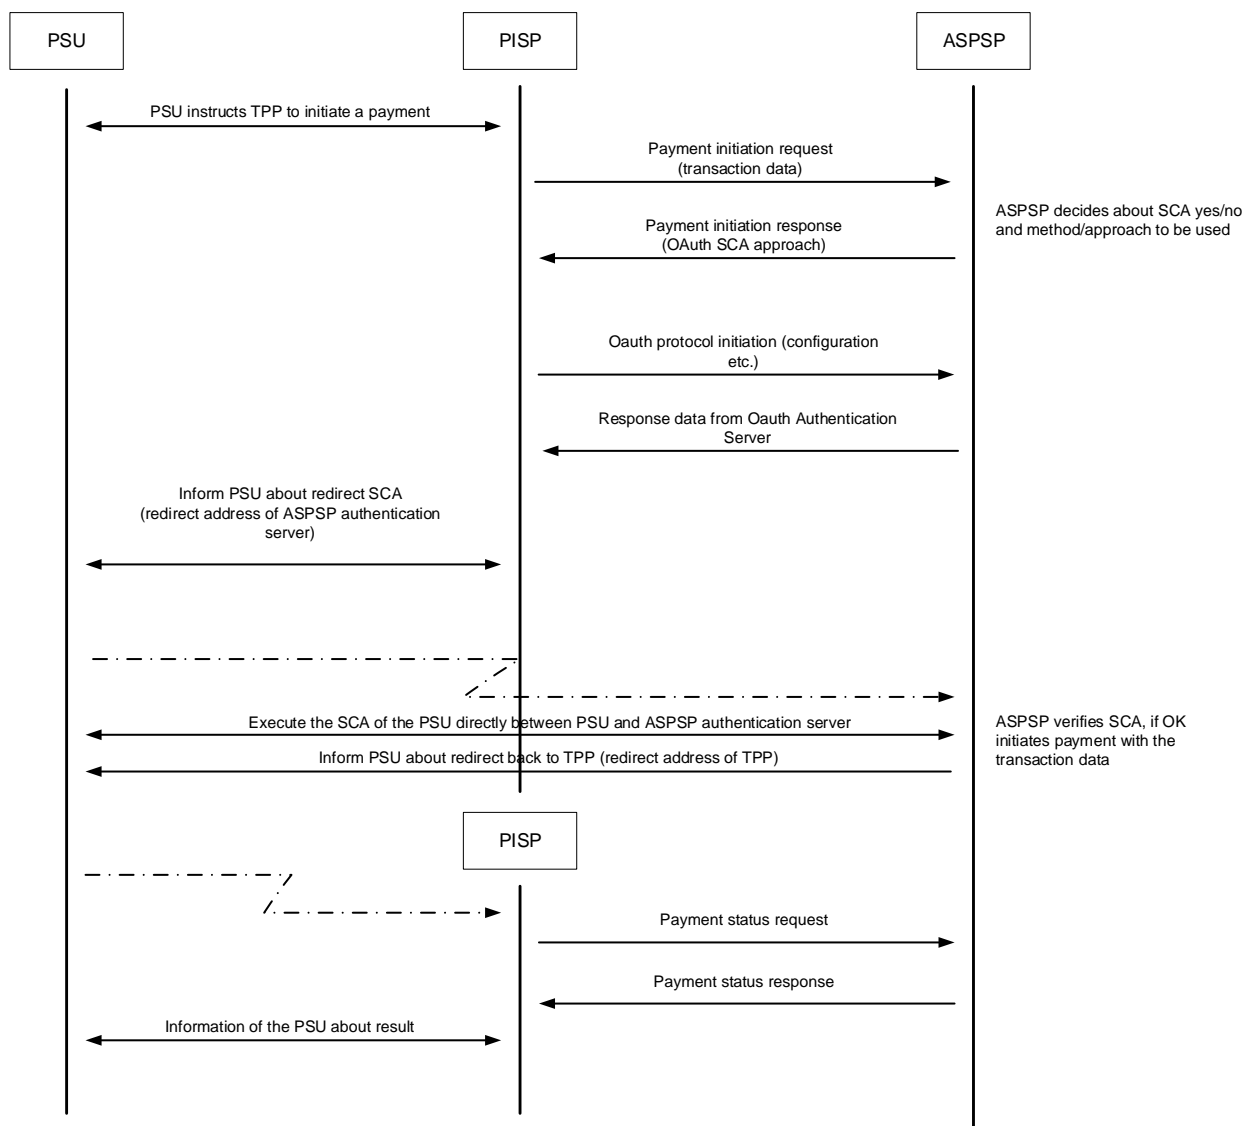 PSU
PISP
ASPSP
PSU instructs TPP to initiate a payment
Payment initiation request
(transaction data)
ASPSP decides about SCA yes/no
and method/approach to be used
Payment initiation response
(OAuth SCA approach)
Oauth protocol initiation (configuration
etc.)
Response data from Oauth Authentication
Server
Inform PSU about redirect SCA
(redirect address of ASPSP authentication
server)
Execute the SCA of the PSU directly between PSU and ASPSP authentication server
ASPSP verifies SCA, if OK
initiates payment with the
transaction data
Inform PSU about redirect back to TPP (redirect address of TPP)
PISP
Payment status request
Payment status response
Information of the PSU about result